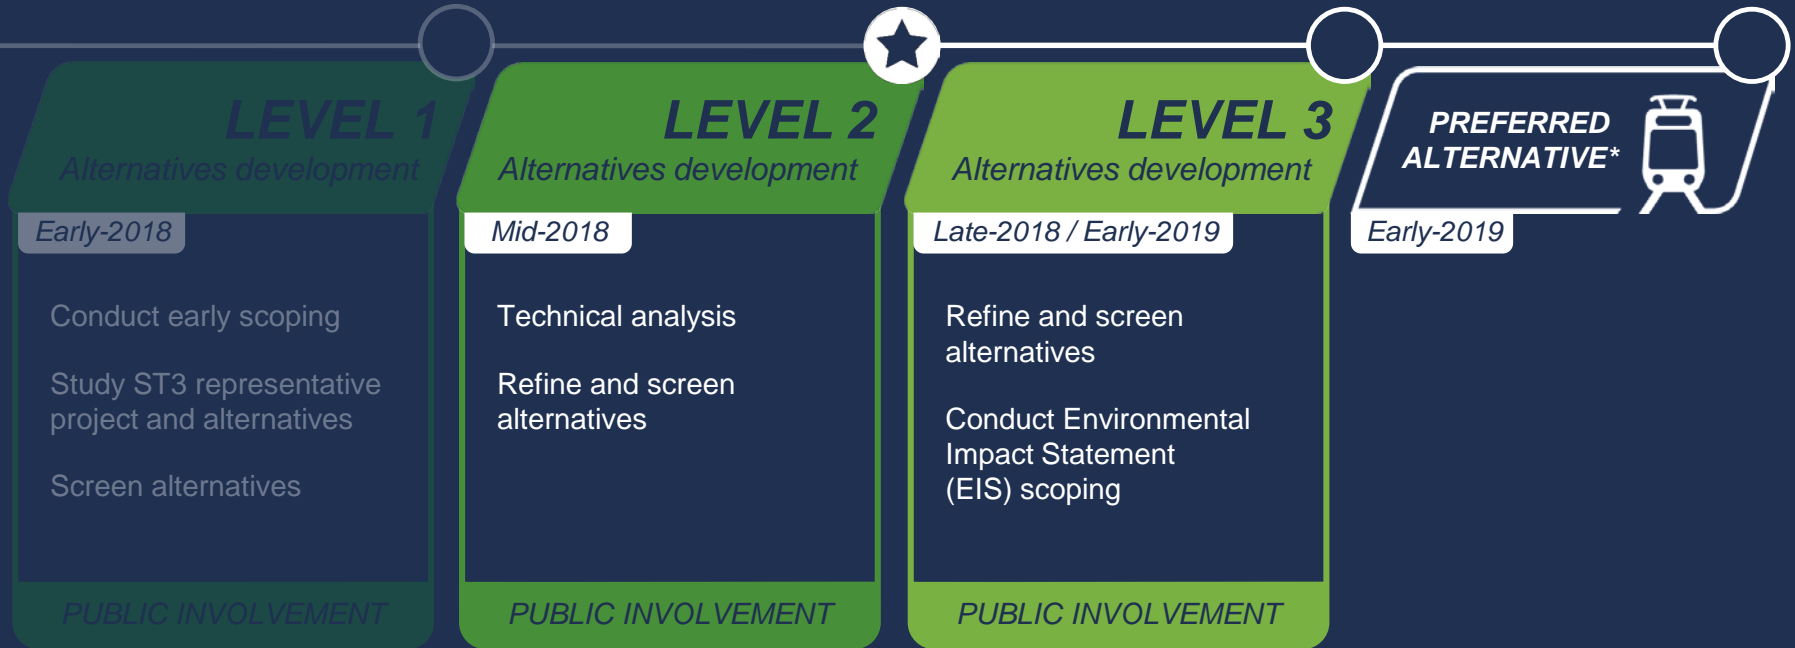 LEVEL 1
Alternatives development
Early-2018
Conduct early scoping
Study ST3 representative
project and alternatives
Screen alternatives
PUBLIC INVOLVEMENT
LEVEL 2
Alternatives development
Mid-2018
Technical analysis
Refine and screen
alternatives
PUBLIC INVOLVEMENT
LEVEL 3
Alternatives development
Late-2018 / Early-2019
Refine and screen
alternatives
Conduct Environmental
Impact Statement
(EIS) scoping
PUBLIC INVOLVEMENT
PREFERRED
ALTERNATIVE*
Early-2019